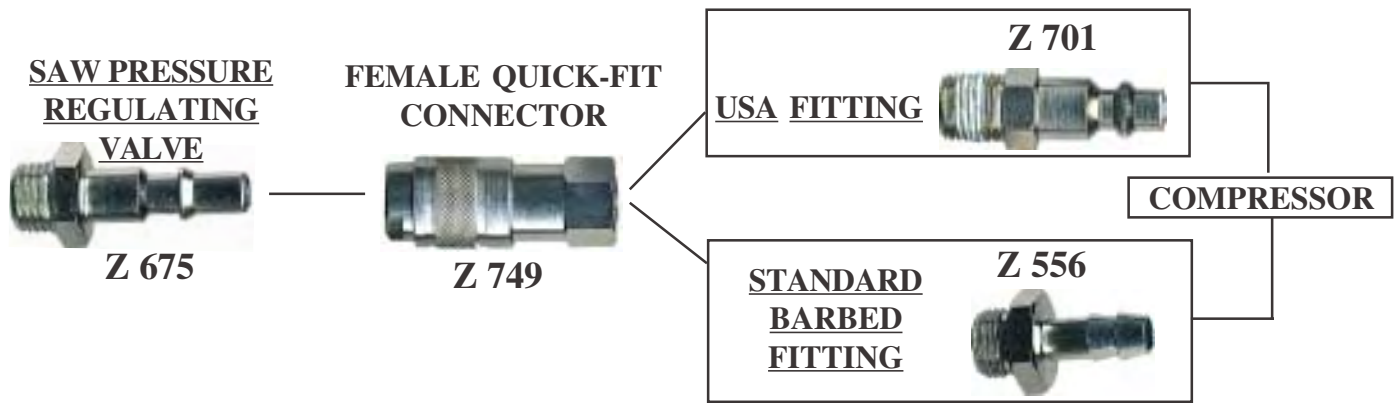 SAW PRESSURE
REGULATING
VALVE
Z 675
FEMALE QUICK-FIT
CONNECTOR
Z 749
USA FITTING
Z 701
STANDARD
BARBED
FITTING
Z 556
COMPRESSOR